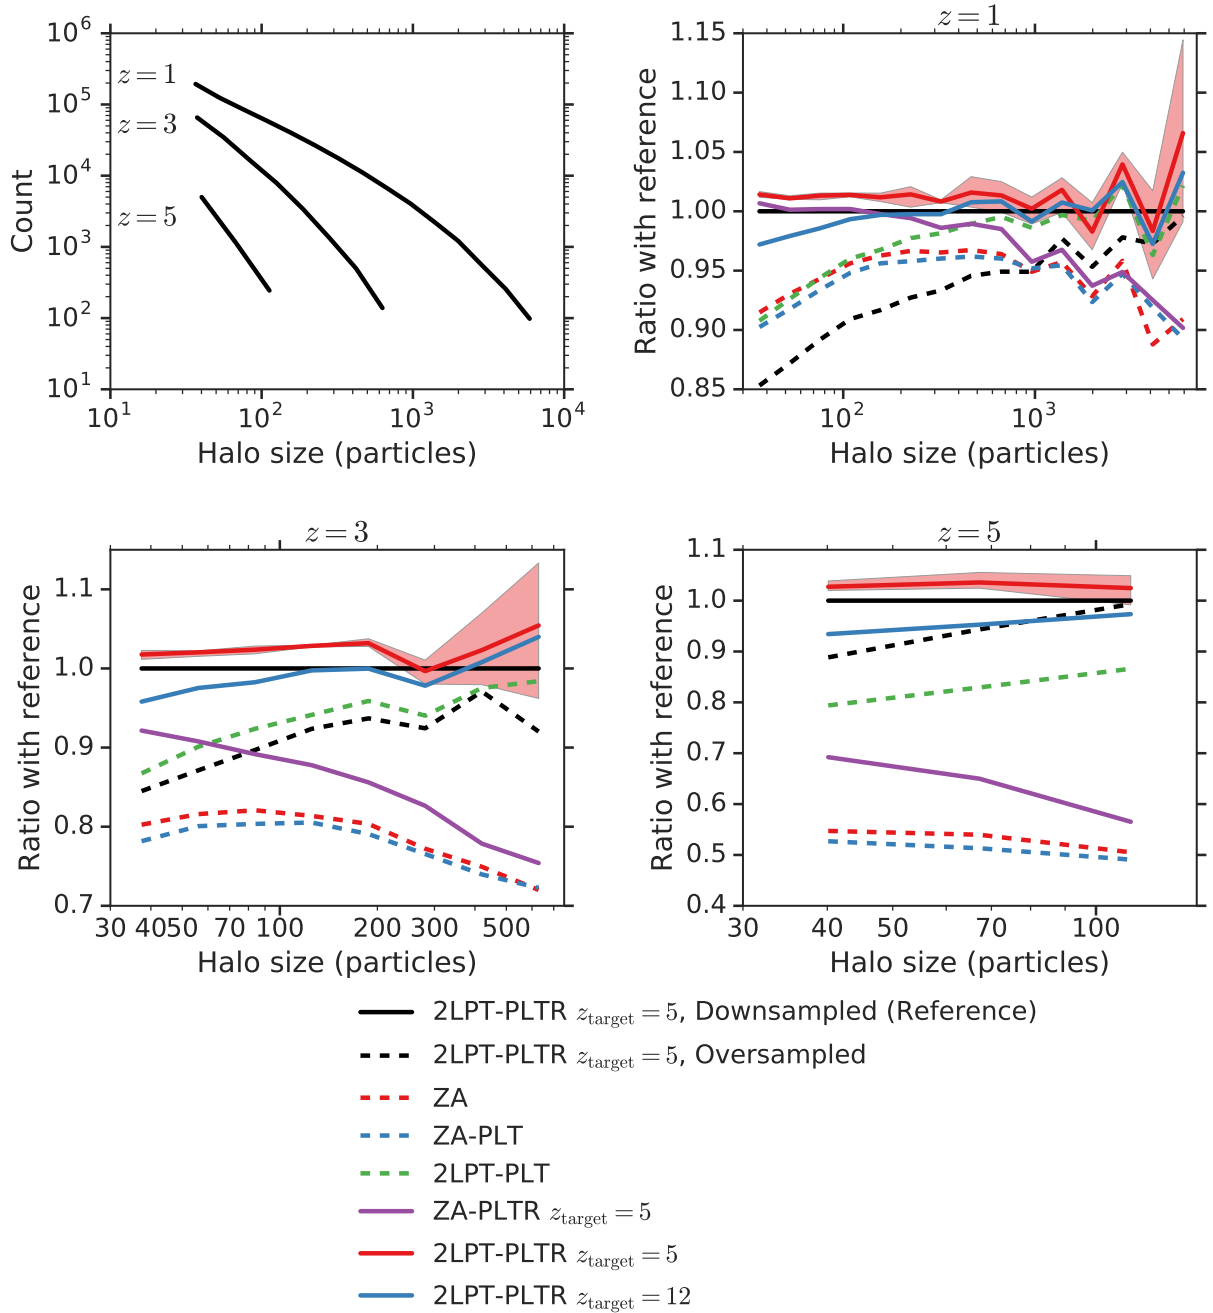 10^6
10^5
10^4
10^3
10^2
10^1
Count
z = 1
z = 3
z = 5
10^1 10^2 10^3 10^4
Halo size (particles)
z = 1
1.15
1.10
1.05
1.00
0.95
0.90
0.85
Ratio with reference
10^2 10^3
Halo size (particles)
z = 3
1.1
1.0
0.9
0.8
0.7
Ratio with reference
30 40 50 70 100 200 300 500
Halo size (particles)
z = 5
1.1
1.0
0.9
0.8
0.7
0.6
0.5
0.4
Ratio with reference
30 40 50 70 100
Halo size (particles)
2LPT-PLTR z_target = 5, Downsampled (Reference)
2LPT-PLTR z_target = 5, Oversampled
ZA
ZA-PLT
2LPT-PLT
ZA-PLTR z_target = 5
2LPT-PLTR z_target = 5
2LPT-PLTR z_target = 12